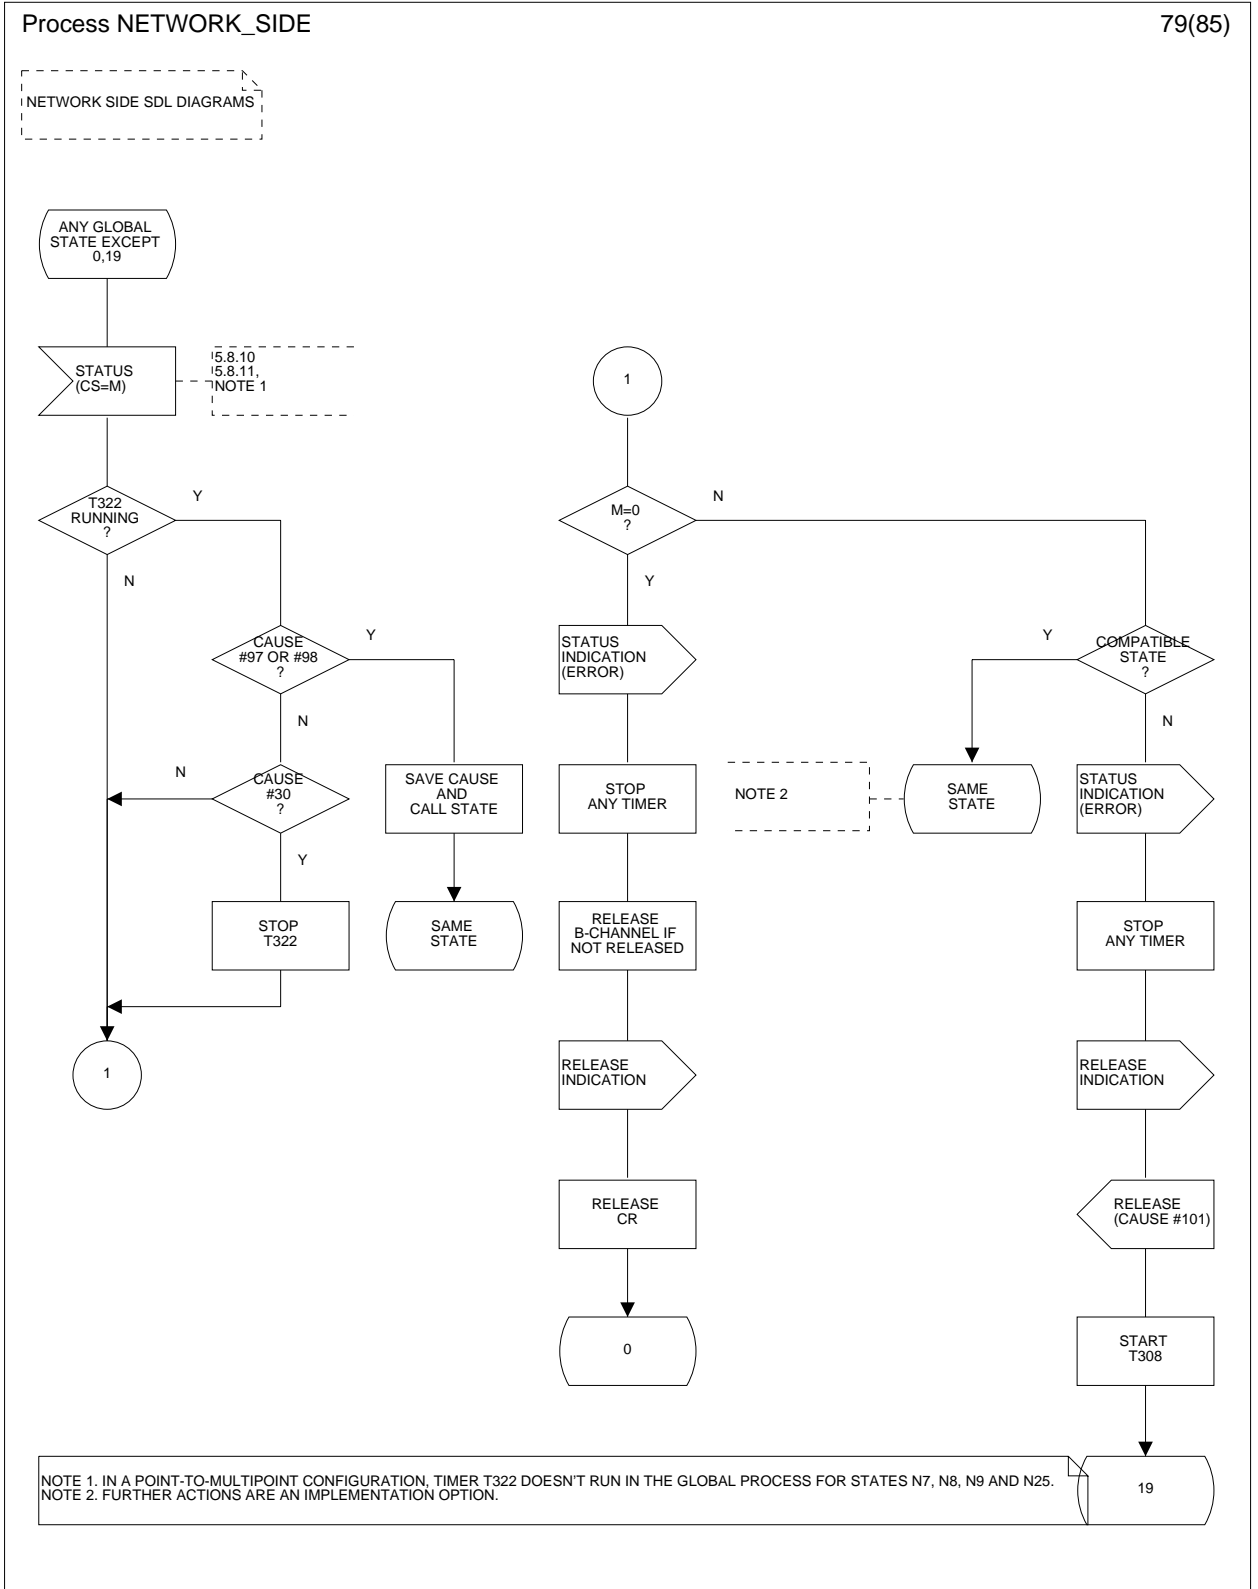 Process NETWORK_SIDE
79(85)
NETWORK SIDE SDL DIAGRAMS
ANY GLOBAL
STATE EXCEPT
0,19
STATUS
(CS=M)
5.8.10
5.8.11,
NOTE 1
T322
RUNNING
?
Y
N
CAUSE
#97 OR #98
?
Y
N
CAUSE
#30
?
N
Y
SAVE CAUSE
AND
CALL STATE
STOP
T322
SAME
STATE
1
1
M=0
?
N
Y
STATUS
INDICATION
(ERROR)
STOP
ANY TIMER
RELEASE
B-CHANNEL IF
NOT RELEASED
RELEASE
INDICATION
RELEASE
CR
0
COMPATIBLE
STATE
?
Y
N
NOTE 2
SAME
STATE
STATUS
INDICATION
(ERROR)
STOP
ANY TIMER
RELEASE
INDICATION
RELEASE
(CAUSE #101)
START
T308
19
NOTE 1. IN A POINT-TO-MULTIPOINT CONFIGURATION, TIMER T322 DOESN'T RUN IN THE GLOBAL PROCESS FOR STATES N7, N8, N9 AND N25.
NOTE 2. FURTHER ACTIONS ARE AN IMPLEMENTATION OPTION.